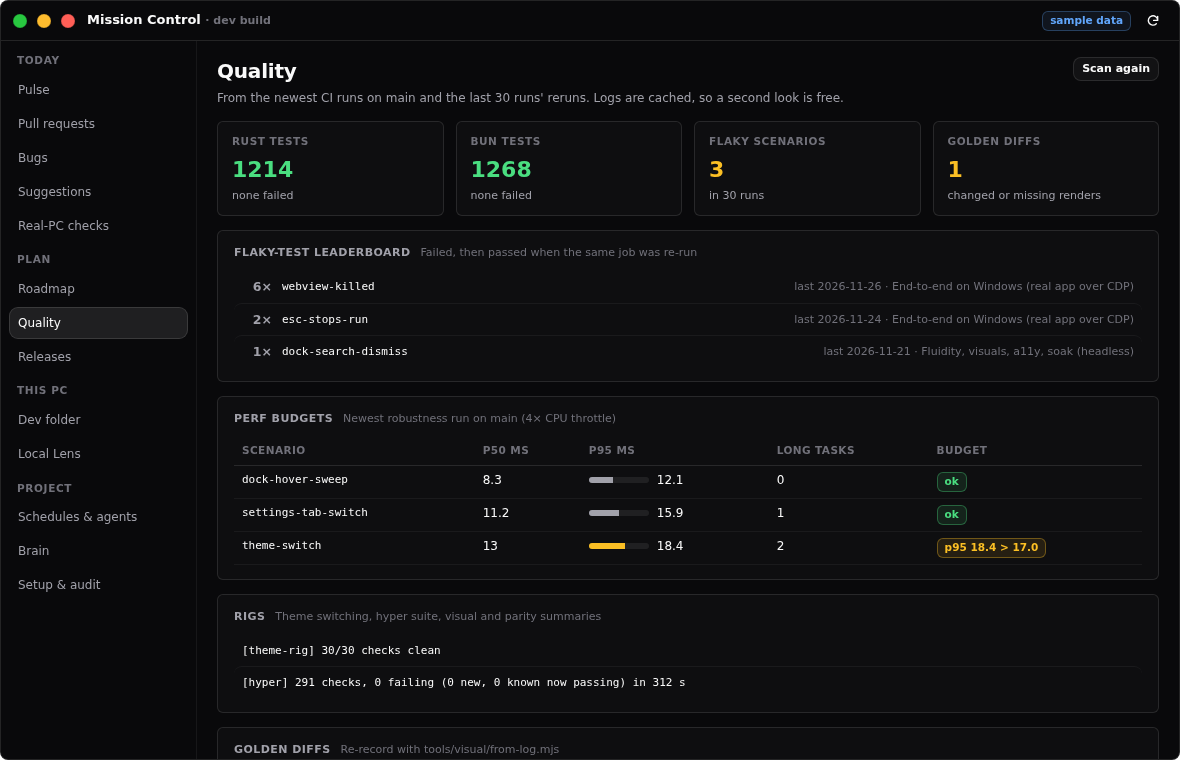 Mission Control · dev build
sample data
TODAY
Pulse
Pull requests
Bugs
Suggestions
Real-PC checks
PLAN
Roadmap
Quality
Releases
THIS PC
Dev folder
Local Lens
PROJECT
Schedules & agents
Brain
Setup & audit
Quality
Scan again
From the newest CI runs on main and the last 30 runs' reruns. Logs are cached, so a second look is free.
RUST TESTS
1214
none failed
BUN TESTS
1268
none failed
FLAKY SCENARIOS
3
in 30 runs
GOLDEN DIFFS
1
changed or missing renders
FLAKY-TEST LEADERBOARD Failed, then passed when the same job was re-run
6× webview-killed last 2026-11-26 · End-to-end on Windows (real app over CDP)
2× esc-stops-run last 2026-11-24 · End-to-end on Windows (real app over CDP)
1× dock-search-dismiss last 2026-11-21 · Fluidity, visuals, a11y, soak (headless)
PERF BUDGETS Newest robustness run on main (4× CPU throttle)
SCENARIO P50 MS P95 MS LONG TASKS BUDGET
dock-hover-sweep 8.3 12.1 0 ok
settings-tab-switch 11.2 15.9 1 ok
theme-switch 13 18.4 2 p95 18.4 > 17.0
RIGS Theme switching, hyper suite, visual and parity summaries
[theme-rig] 30/30 checks clean
[hyper] 291 checks, 0 failing (0 new, 0 known now passing) in 312 s
GOLDEN DIFFS Re-record with tools/visual/from-log.mjs